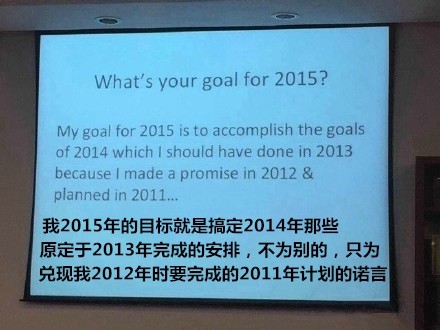 What's your goal for 2015?
My goal for 2015 is to accomplish the goals
of 2014 which I should have done in 2013
because I made a promise in 2012 &
planned in 2011...
我2015年的目标就是搞定2014年那些
原定于2013年完成的安排，不为别的，只为
兑现我2012年时要完成的2011年计划的诺言